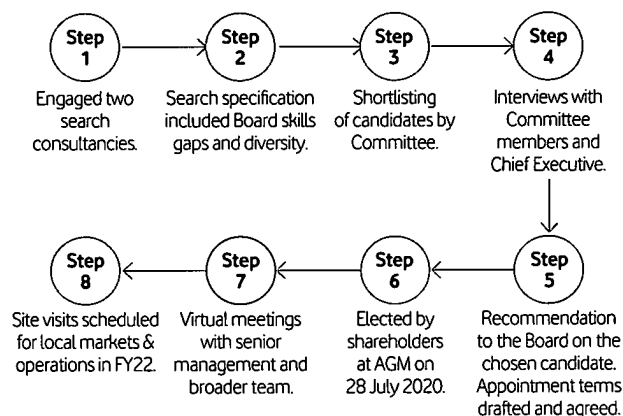 Step
1
Engaged two
search
consultancies.
Step
2
Search specification
included Board skills
gaps and diversity.
Step
3
Shortlisting
of candidates by
Committee.
Step
4
Interviews with
Committee
members and
Chief Executive.
Step
5
Recommendation
to the Board on the
chosen candidate.
Appointment terms
drafted and agreed.
Step
6
Elected by
shareholders
at AGM on
28 July 2020.
Step
7
Virtual meetings
with senior
management and
broader team.
Step
8
Site visits scheduled
for local markets &
operations in FY22.